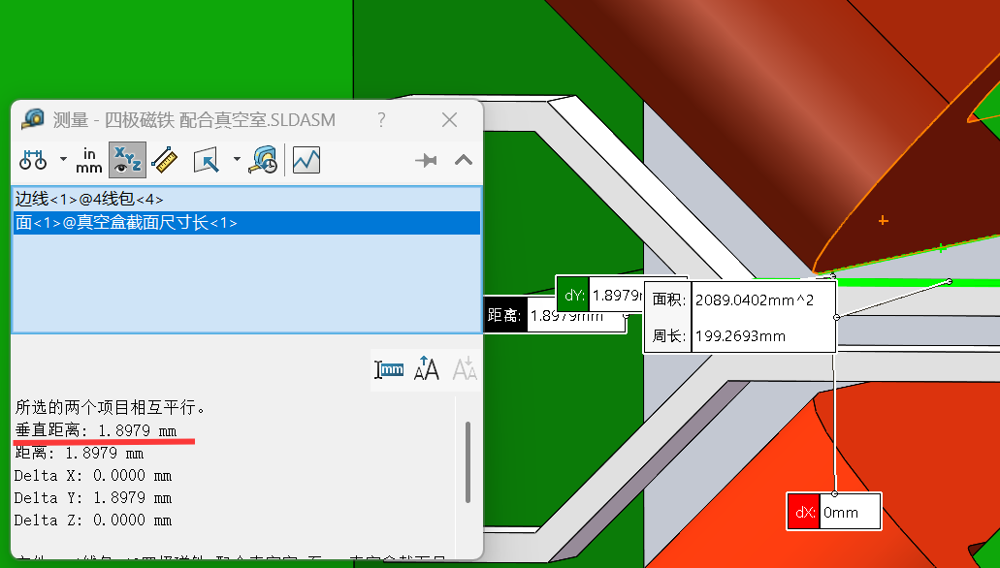 测量 - 四极磁铁 配合真空室.SLDASM
?
in
mm
XYZ
边线<1>@4线包<4>
面<1>@真空盒截面尺寸长<1>
dY: 1.8979
距离: 1.8979mm
面积: 2089.0402mm^2
周长: 199.2693mm
mm
AA
AA
所选的两个项目相互平行。
垂直距离: 1.8979 mm
距离: 1.8979 mm
Delta X: 0.0000 mm
Delta Y: 1.8979 mm
Delta Z: 0.0000 mm
dX: 0mm